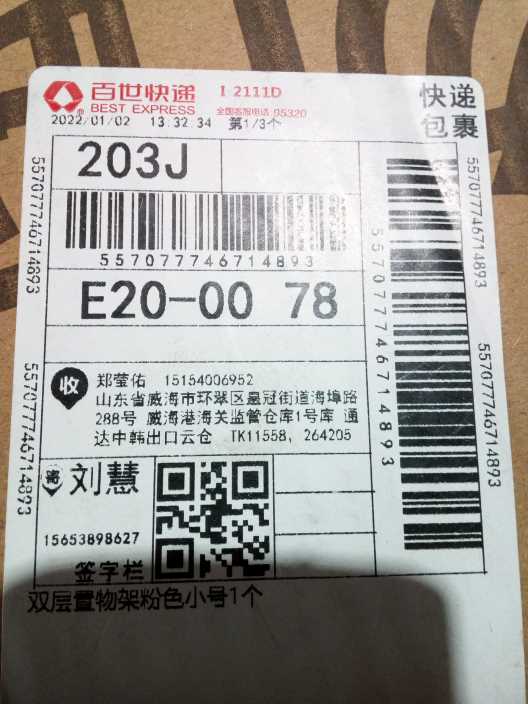 百世快递 I 2111D
BEST EXPRESS 全国客服电话:95320
快递
包裹
2022/01/02 13:32:34 第1/3个
203J
557077746714893
E20-00 78
收 郑莹佑 15154006952
山东省威海市环翠区皇冠街道海埠路
288号 威海港海关监管仓库1号库 通
达中韩出口云仓 TK11558, 264205
寄 刘慧
15653898627
签字栏
双层置物架粉色小号1个
557077746714893
557077746714893
557077746714893
557077746714893
557077746714893